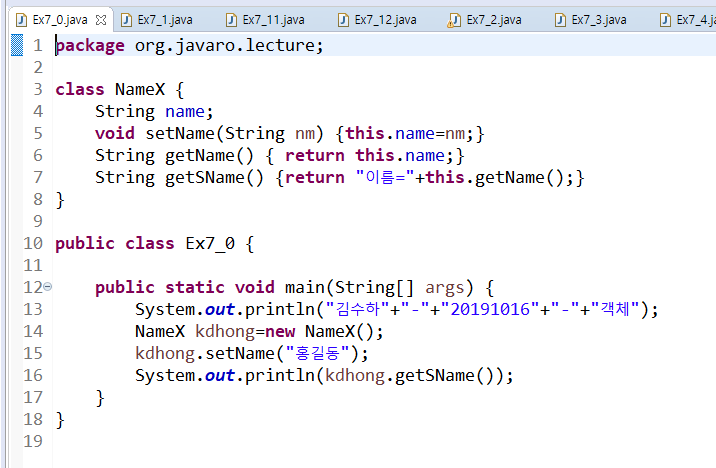 Ex7_0.java Ex7_1.java Ex7_11.java Ex7_12.java Ex7_2.java Ex7_3.java Ex7_4.j
1 package org.javaro.lecture;
2
3 class NameX {
4     String name;
5     void setName(String nm) {this.name=nm;}
6     String getName() { return this.name;}
7     String getSName() {return "이름="+this.getName();}
8 }
9
10 public class Ex7_0 {
11
12     public static void main(String[] args) {
13         System.out.println("김수하"+"-"+"20191016"+"-"+"객체");
14         NameX kdhong=new NameX();
15         kdhong.setName("홍길동");
16         System.out.println(kdhong.getSName());
17     }
18 }
19